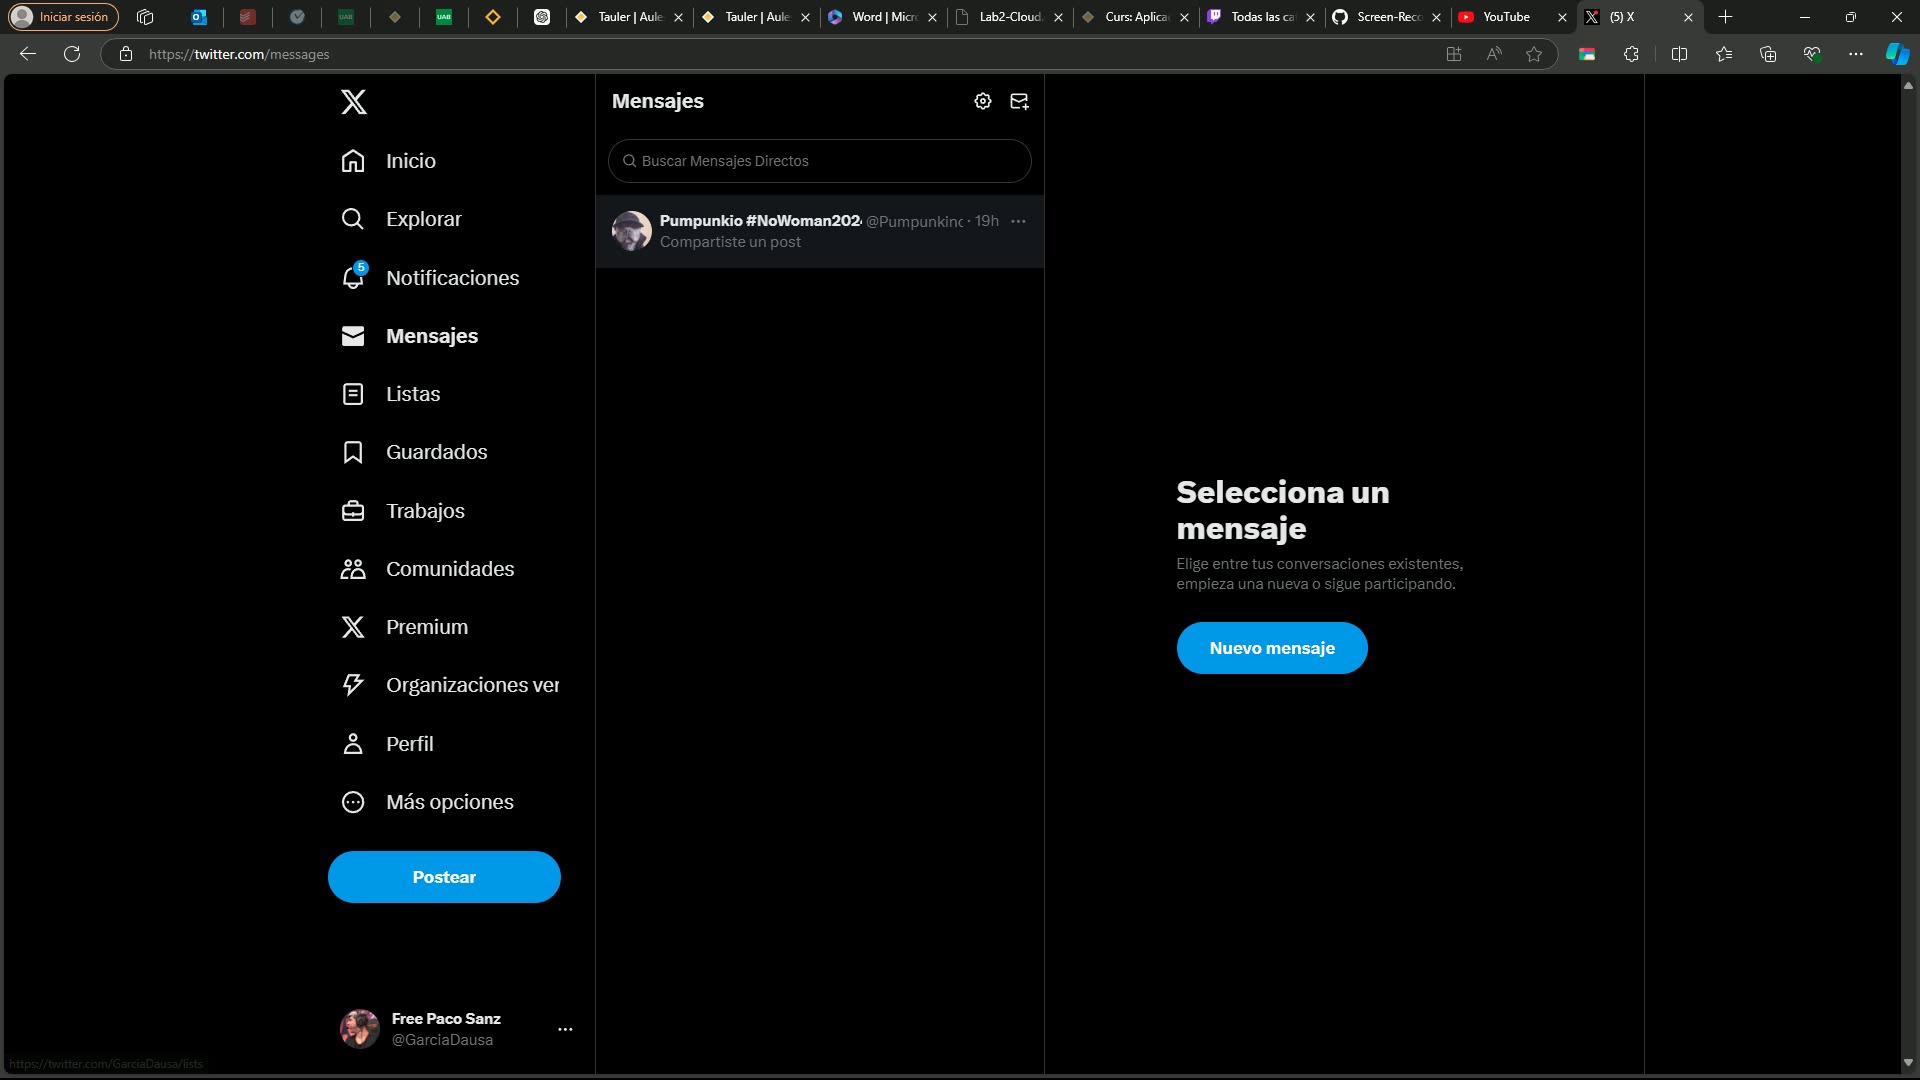 Iniciar sesión
UAB
UAB
Tauler | Aule
Tauler | Aule
Word | Micro
Lab2-Cloud.
Curs: Aplica
Todas las ca
Screen-Reco
YouTube
(5) X
https://twitter.com/messages
Inicio
Explorar
5
Notificaciones
Mensajes
Listas
Guardados
Trabajos
Comunidades
Premium
Organizaciones ver
Perfil
Más opciones
Postear
Free Paco Sanz
@GarciaDausa
https://twitter.com/GarciaDausa/lists
Mensajes
Buscar Mensajes Directos
Pumpunkio #NoWoman202 @Pumpunkinc · 19h
Compartiste un post
Selecciona un
mensaje
Elige entre tus conversaciones existentes,
empieza una nueva o sigue participando.
Nuevo mensaje